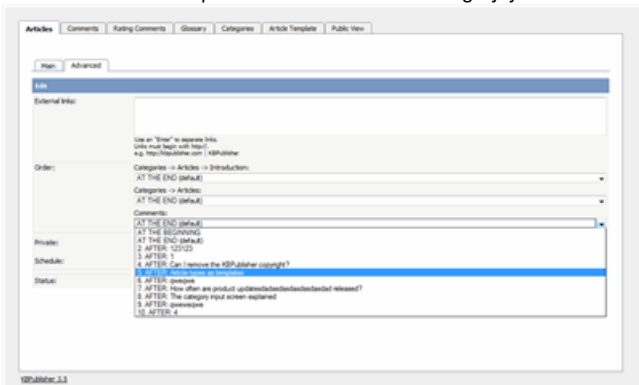 Articles Comments Rating Comments Glossary Categories Article Template Public View
Main Advanced
Edit
External links:
Use an "Enter" to separate links.
Links must begin with http://.
e.g. http://kbpublisher.com | KBPublisher
Order:
Categories -> Articles -> Introduction:
AT THE END (default)
Categories -> Articles:
AT THE END (default)
Comments:
AT THE END (default)
AT THE BEGINNING
AT THE END (default)
2. AFTER: 123123
3. AFTER: 1
4. AFTER: Can I remove the KBPublisher copyright?
5. AFTER: Article types as templates
6. AFTER: qweqwe
7. AFTER: How often are product updatesdadasdasdasdasdasdad released?
8. AFTER: The category input screen explained
9. AFTER: qweweqwe
10. AFTER: 4
Private:
Schedule:
Status:
KBPublisher 3.5